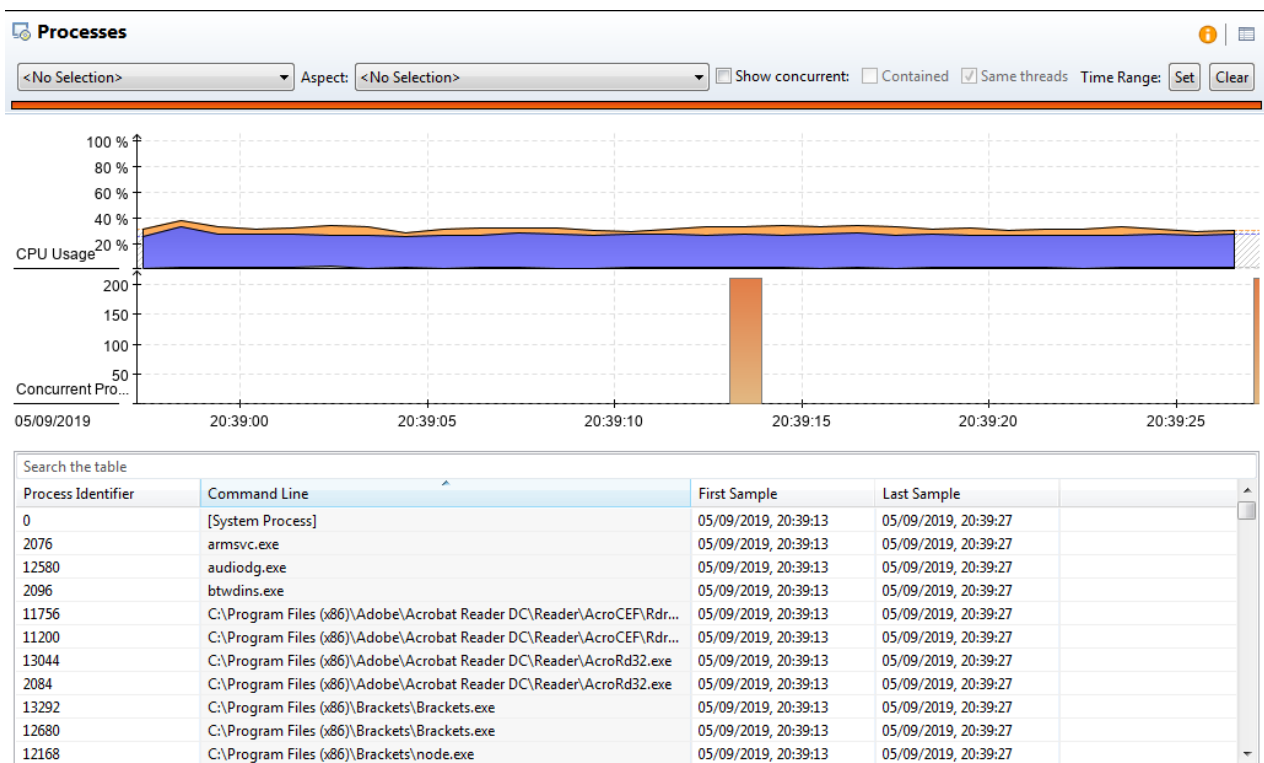 Processes
<No Selection> Aspect: <No Selection> Show concurrent: Contained Same threads Time Range: Set Clear
100 %
80 %
60 %
40 %
20 %
CPU Usage
200
150
100
50
Concurrent Pro...
05/09/2019 20:39:00 20:39:05 20:39:10 20:39:15 20:39:20 20:39:25
Search the table
Process Identifier Command Line First Sample Last Sample
0 [System Process] 05/09/2019, 20:39:13 05/09/2019, 20:39:27
2076 armsvc.exe 05/09/2019, 20:39:13 05/09/2019, 20:39:27
12580 audiodg.exe 05/09/2019, 20:39:13 05/09/2019, 20:39:27
2096 btwdins.exe 05/09/2019, 20:39:13 05/09/2019, 20:39:27
11756 C:\Program Files (x86)\Adobe\Acrobat Reader DC\Reader\AcroCEF\Rdr... 05/09/2019, 20:39:13 05/09/2019, 20:39:27
11200 C:\Program Files (x86)\Adobe\Acrobat Reader DC\Reader\AcroCEF\Rdr... 05/09/2019, 20:39:13 05/09/2019, 20:39:27
13044 C:\Program Files (x86)\Adobe\Acrobat Reader DC\Reader\AcroRd32.exe 05/09/2019, 20:39:13 05/09/2019, 20:39:27
2084 C:\Program Files (x86)\Adobe\Acrobat Reader DC\Reader\AcroRd32.exe 05/09/2019, 20:39:13 05/09/2019, 20:39:27
13292 C:\Program Files (x86)\Brackets\Brackets.exe 05/09/2019, 20:39:13 05/09/2019, 20:39:27
12680 C:\Program Files (x86)\Brackets\Brackets.exe 05/09/2019, 20:39:13 05/09/2019, 20:39:27
12168 C:\Program Files (x86)\Brackets\node.exe 05/09/2019, 20:39:13 05/09/2019, 20:39:27